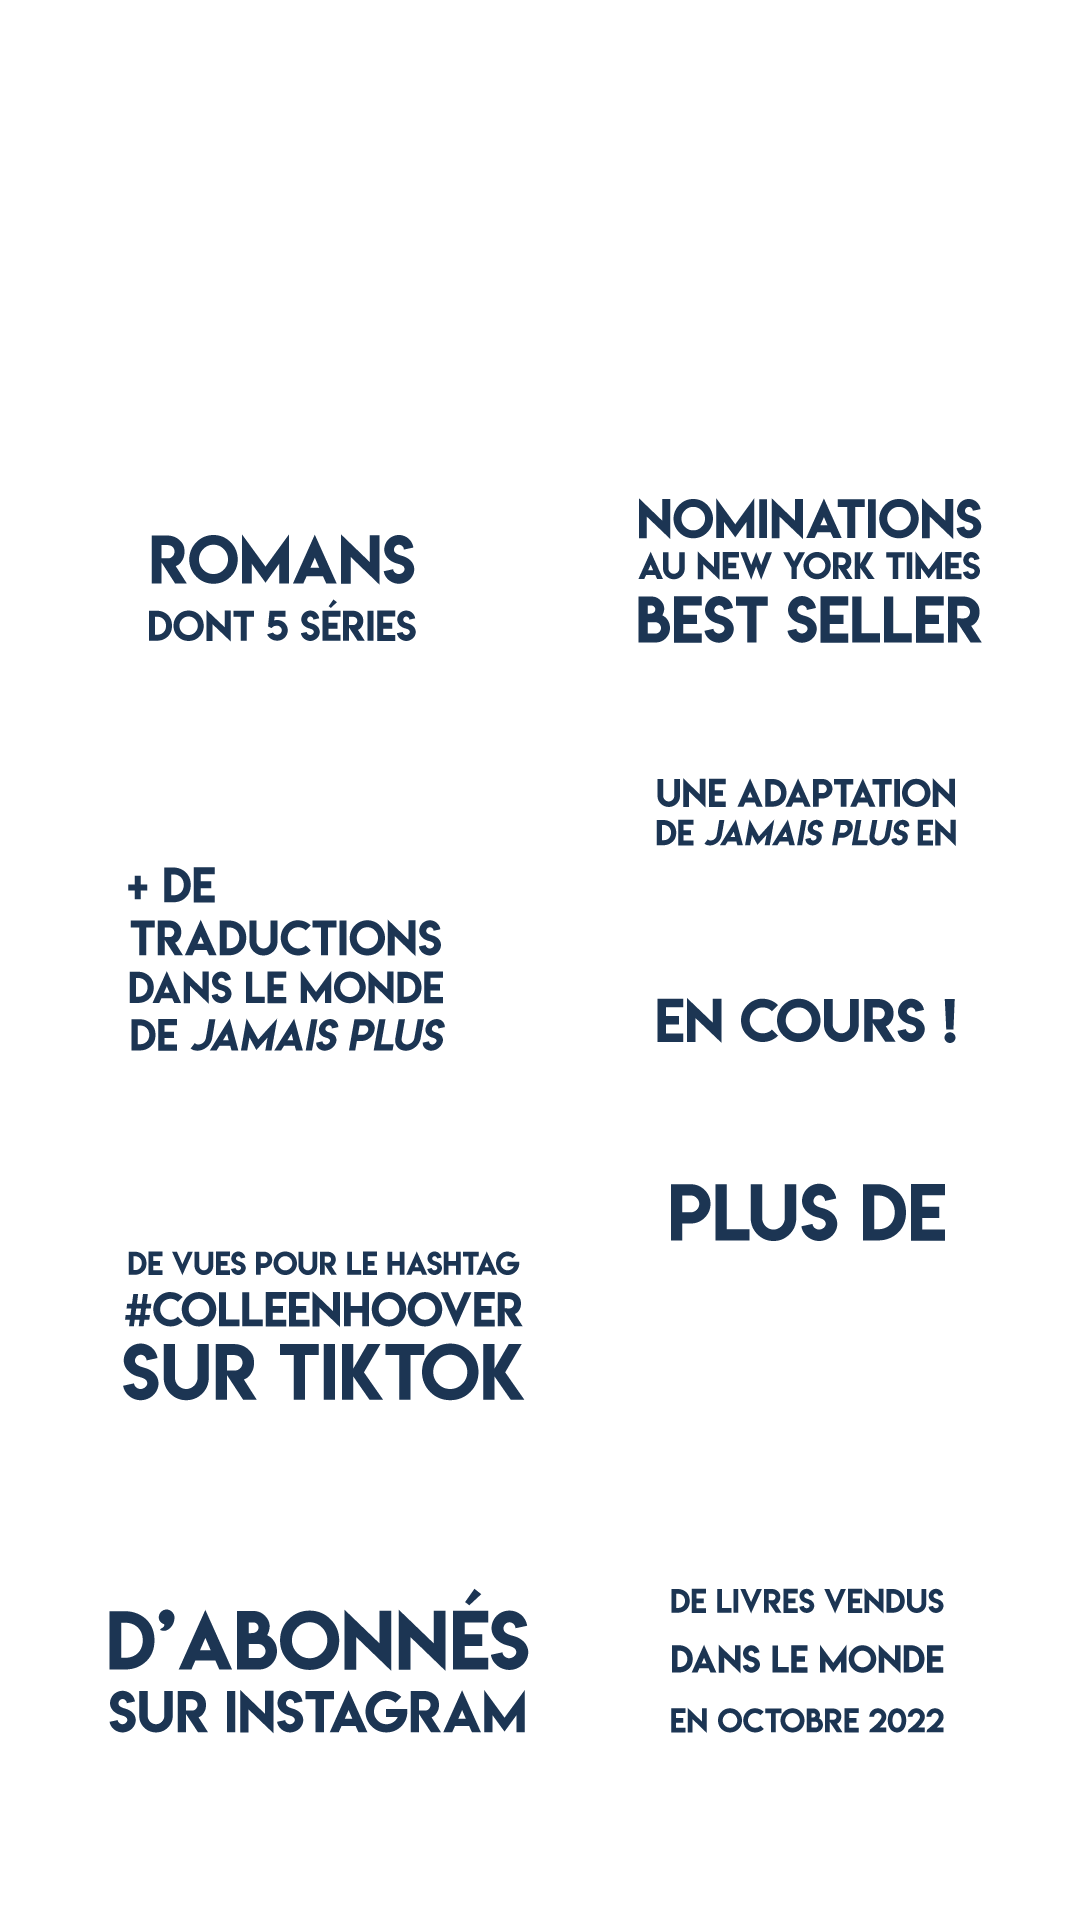 ROMANS
DONT 5 SÉRIES
NOMINATIONS
AU NEW YORK TIMES
BEST SELLER
+ DE
TRADUCTIONS
DANS LE MONDE
DE JAMAIS PLUS
UNE ADAPTATION
DE JAMAIS PLUS EN
EN COURS !
DE VUES POUR LE HASHTAG
#COLLEENHOOVER
SUR TIKTOK
PLUS DE
DE LIVRES VENDUS
DANS LE MONDE
EN OCTOBRE 2022
D’ABONNÉS
SUR INSTAGRAM